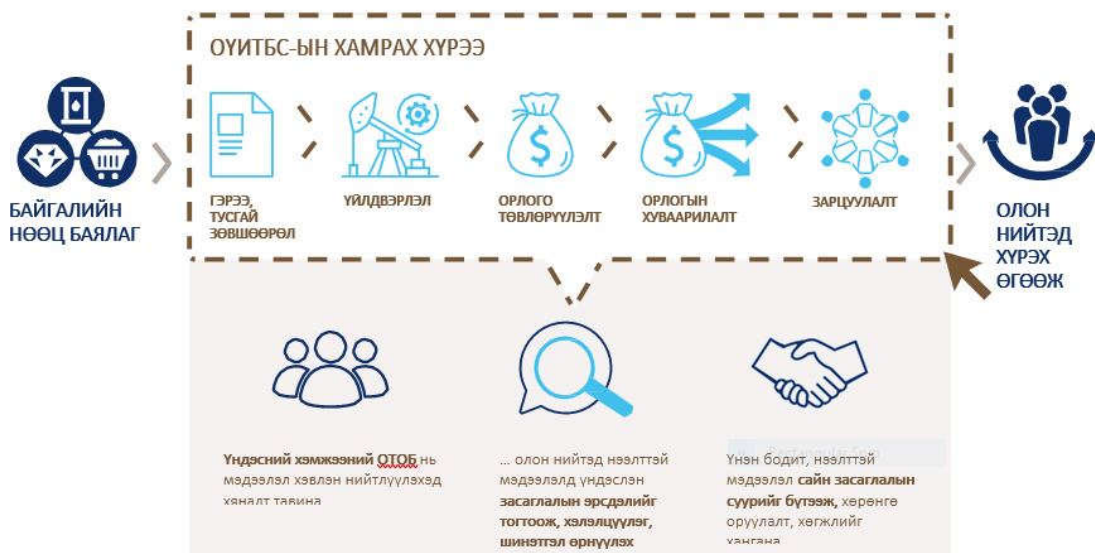 ОҮИТБС-ЫН ХАМРАХ ХҮРЭЭ
БАЙГАЛИЙН
НӨӨЦ БАЯЛАГ
ГЭРЭЭ,
ТУСГАЙ
ЗӨВШӨӨРӨЛ
ҮЙЛДВЭРЛЭЛ
ОРЛОГО
ТӨВЛӨРҮҮЛЭЛТ
ОРЛОГЫН
ХУВААРИЛАЛТ
ЗАРЦУУЛАЛТ
ОЛОН
НИЙТЭД
ХҮРЭХ
ӨГӨӨЖ
Үндэсний хэмжээний ОТОБ нь
мэдээлэл хэвлэн нийтлүүлэхэд
хяналт тавина
... олон нийтэд нээлттэй
мэдээлэлд үндэслэн
засаглалын эрсдэлийг
тогтоож, хэлэлцүүлэг,
шинэтгэл өрнүүлэх
Үнэн бодит, нээлттэй
мэдээлэл сайн засаглалын
суурийг бүтээж, хөрөнгө
оруулалт, хөгжлийг
хангана